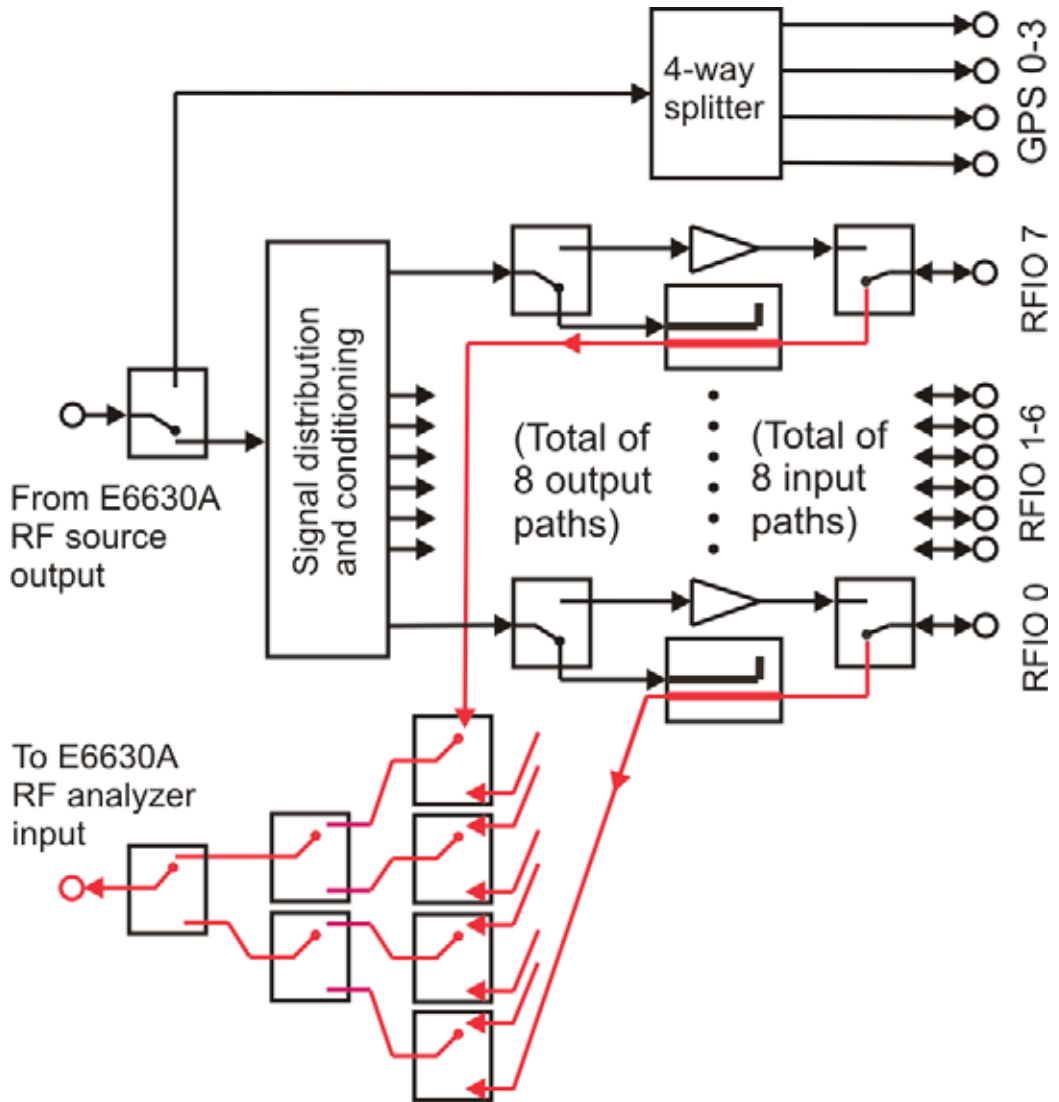 4-way
splitter
GPS 0-3
RFIO 7
Signal distribution
and conditioning
(Total of
8 output
paths)
(Total of
8 input
paths)
RFIO 1-6
From E6630A
RF source
output
RFIO 0
To E6630A
RF analyzer
input